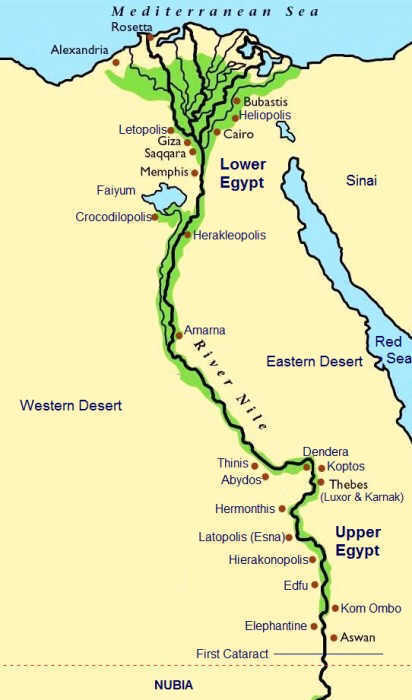 Mediterranean Sea
Rosetta
Alexandria
Bubastis
Heliopolis
Letopolis
Cairo
Giza
Saqqara
Lower
Egypt
Memphis
Sinai
Faiyum
Crocodilopolis
Herakleopolis
Amarna
River Nile
Red
Sea
Eastern Desert
Western Desert
Dendera
Thinis
Koptos
Abydos
Thebes
(Luxor & Karnak)
Hermonthis
Upper
Egypt
Latopolis (Esna)
Hierakonopolis
Edfu
Kom Ombo
Elephantine
Aswan
First Cataract
NUBIA